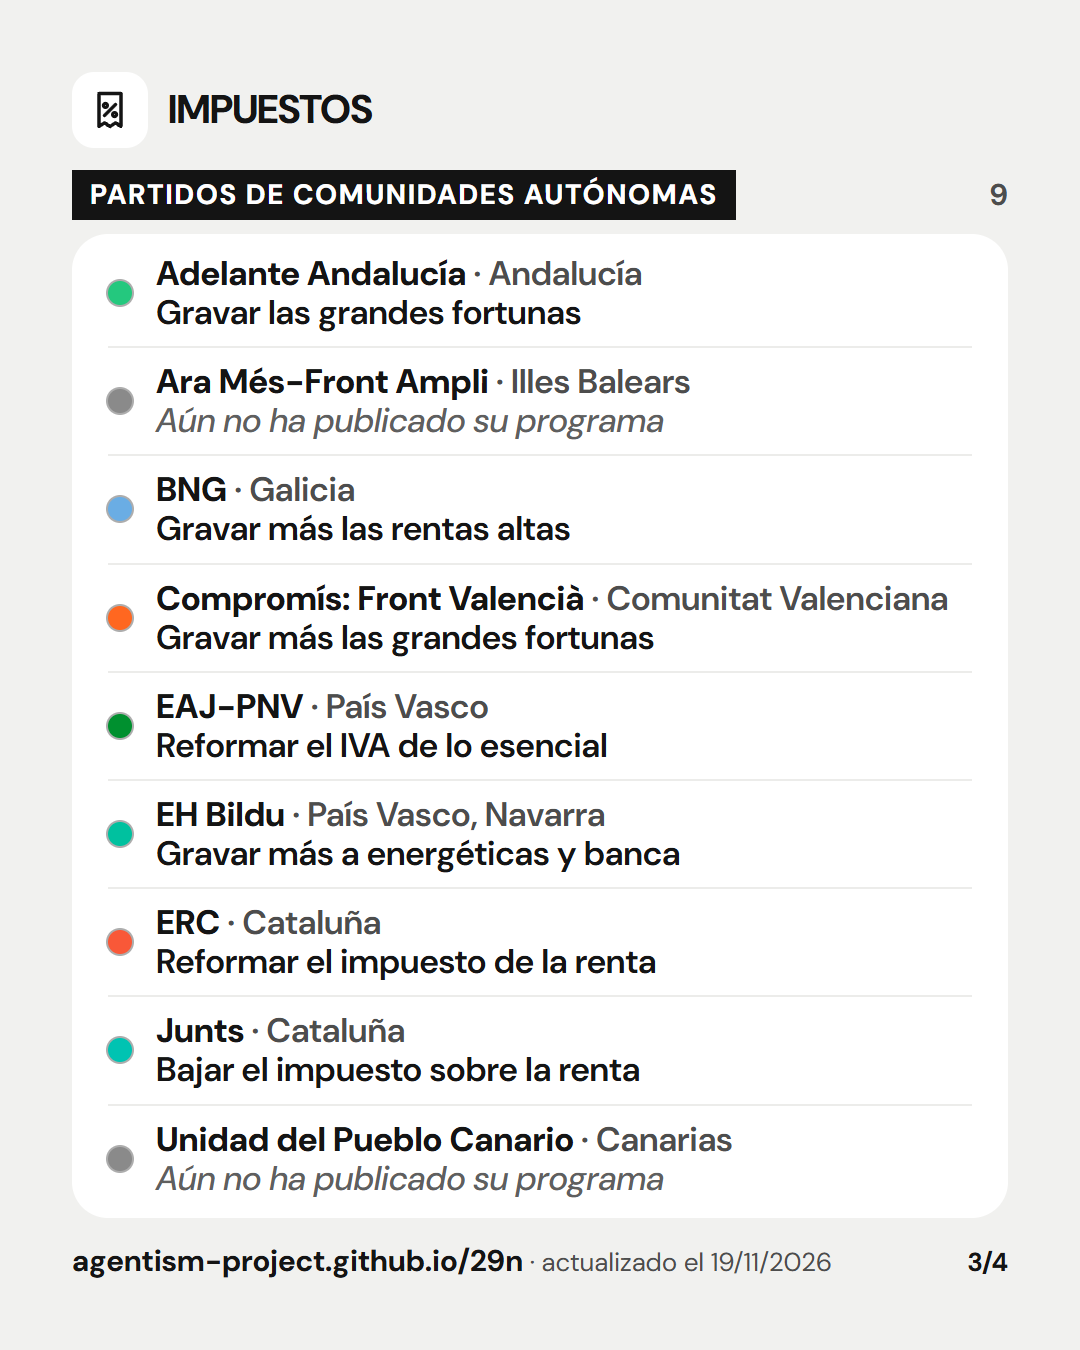 IMPUESTOS
PARTIDOS DE COMUNIDADES AUTÓNOMAS 9
Adelante Andalucía · Andalucía
Gravar las grandes fortunas
Ara Més–Front Ampli · Illes Balears
Aún no ha publicado su programa
BNG · Galicia
Gravar más las rentas altas
Compromís: Front Valencià · Comunitat Valenciana
Gravar más las grandes fortunas
EAJ-PNV · País Vasco
Reformar el IVA de lo esencial
EH Bildu · País Vasco, Navarra
Gravar más a energéticas y banca
ERC · Cataluña
Reformar el impuesto de la renta
Junts · Cataluña
Bajar el impuesto sobre la renta
Unidad del Pueblo Canario · Canarias
Aún no ha publicado su programa
agentism-project.github.io/29n · actualizado el 19/11/2026 3/4